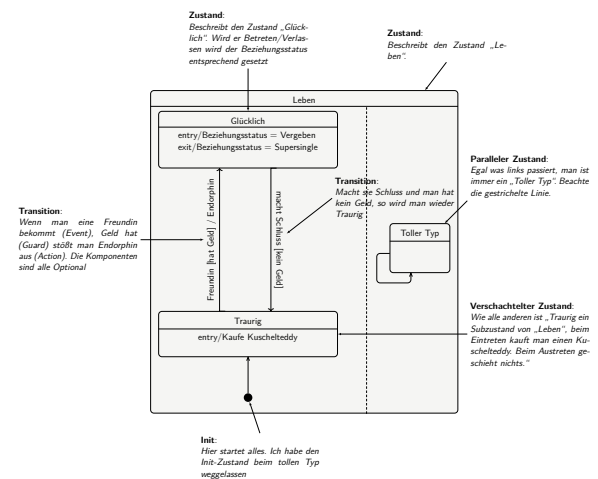 Zustand:
Beschreibt den Zustand „Glück-
lich". Wird er Betreten/Verlas-
sen wird der Beziehungsstatus
entsprechend gesetzt
Zustand:
Beschreibt den Zustand „Le-
ben".
Leben
Glücklich
entry/Beziehungsstatus = Vergeben
exit/Beziehungsstatus = Supersingle
Paralleler Zustand:
Egal was links passiert, man ist
immer ein „Toller Typ". Beachte
die gestrichelte Linie.
Transition:
Macht sie Schluss und man hat
kein Geld, so wird man wieder
Traurig
Transition:
Wenn man eine Freundin
bekommt (Event), Geld hat
(Guard) stößt man Endorphin
aus (Action). Die Komponenten
sind alle Optional
Freundin [hat Geld] / Endorphin
macht Schluss [kein Geld]
Toller Typ
Traurig
entry/Kaufe Kuschelteddy
Verschachtelter Zustand:
Wie alle anderen ist „Traurig ein
Subzustand von „Leben", beim
Eintreten kauft man einen Ku-
schelteddy. Beim Austreten ge-
schieht nichts."
Init:
Hier startet alles. Ich habe den
Init-Zustand beim tollen Typ
weggelassen